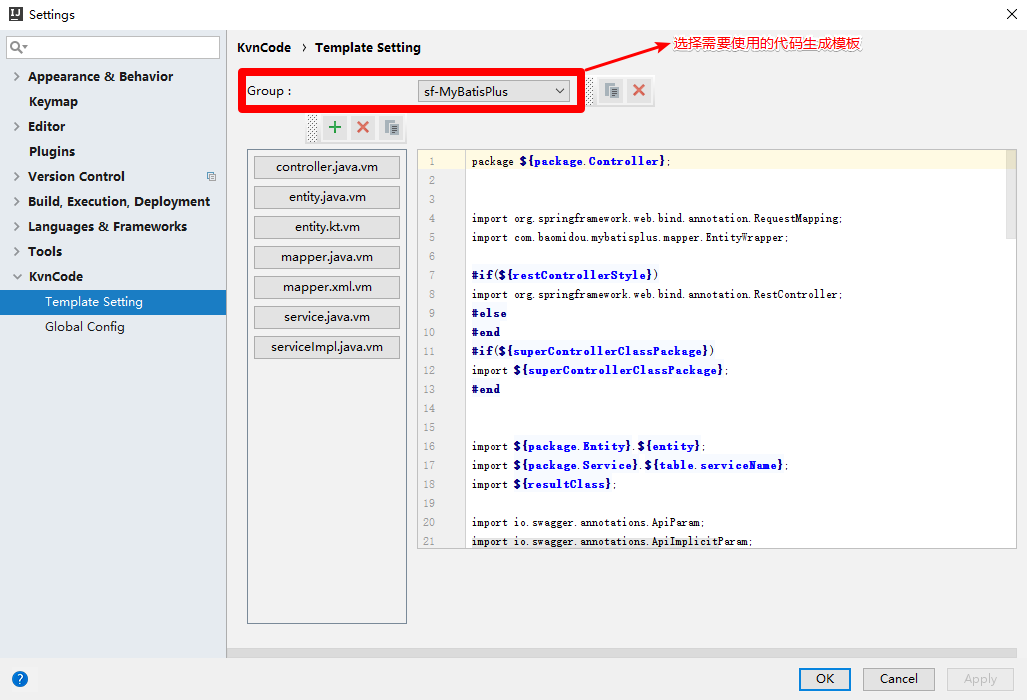 Settings
KvnCode › Template Setting
选择需要使用的代码生成模板
Group :
sf-MyBatisPlus
Appearance & Behavior
Keymap
Editor
Plugins
Version Control
Build, Execution, Deployment
Languages & Frameworks
Tools
KvnCode
Template Setting
Global Config
controller.java.vm
entity.java.vm
entity.kt.vm
mapper.java.vm
mapper.xml.vm
service.java.vm
serviceImpl.java.vm
1 package ${package.Controller};
2
3
4 import org.springframework.web.bind.annotation.RequestMapping;
5 import com.baomidou.mybatisplus.mapper.EntityWrapper;
6
7 #if(${restControllerStyle})
8 import org.springframework.web.bind.annotation.RestController;
9 #else
10 #end
11 #if(${superControllerClassPackage})
12 import ${superControllerClassPackage};
13 #end
14
15
16 import ${package.Entity}.${entity};
17 import ${package.Service}.${table.serviceName};
18 import ${resultClass};
19
20 import io.swagger.annotations.ApiParam;
21 import io.swagger.annotations.ApiImplicitParam;
OK
Cancel
Apply